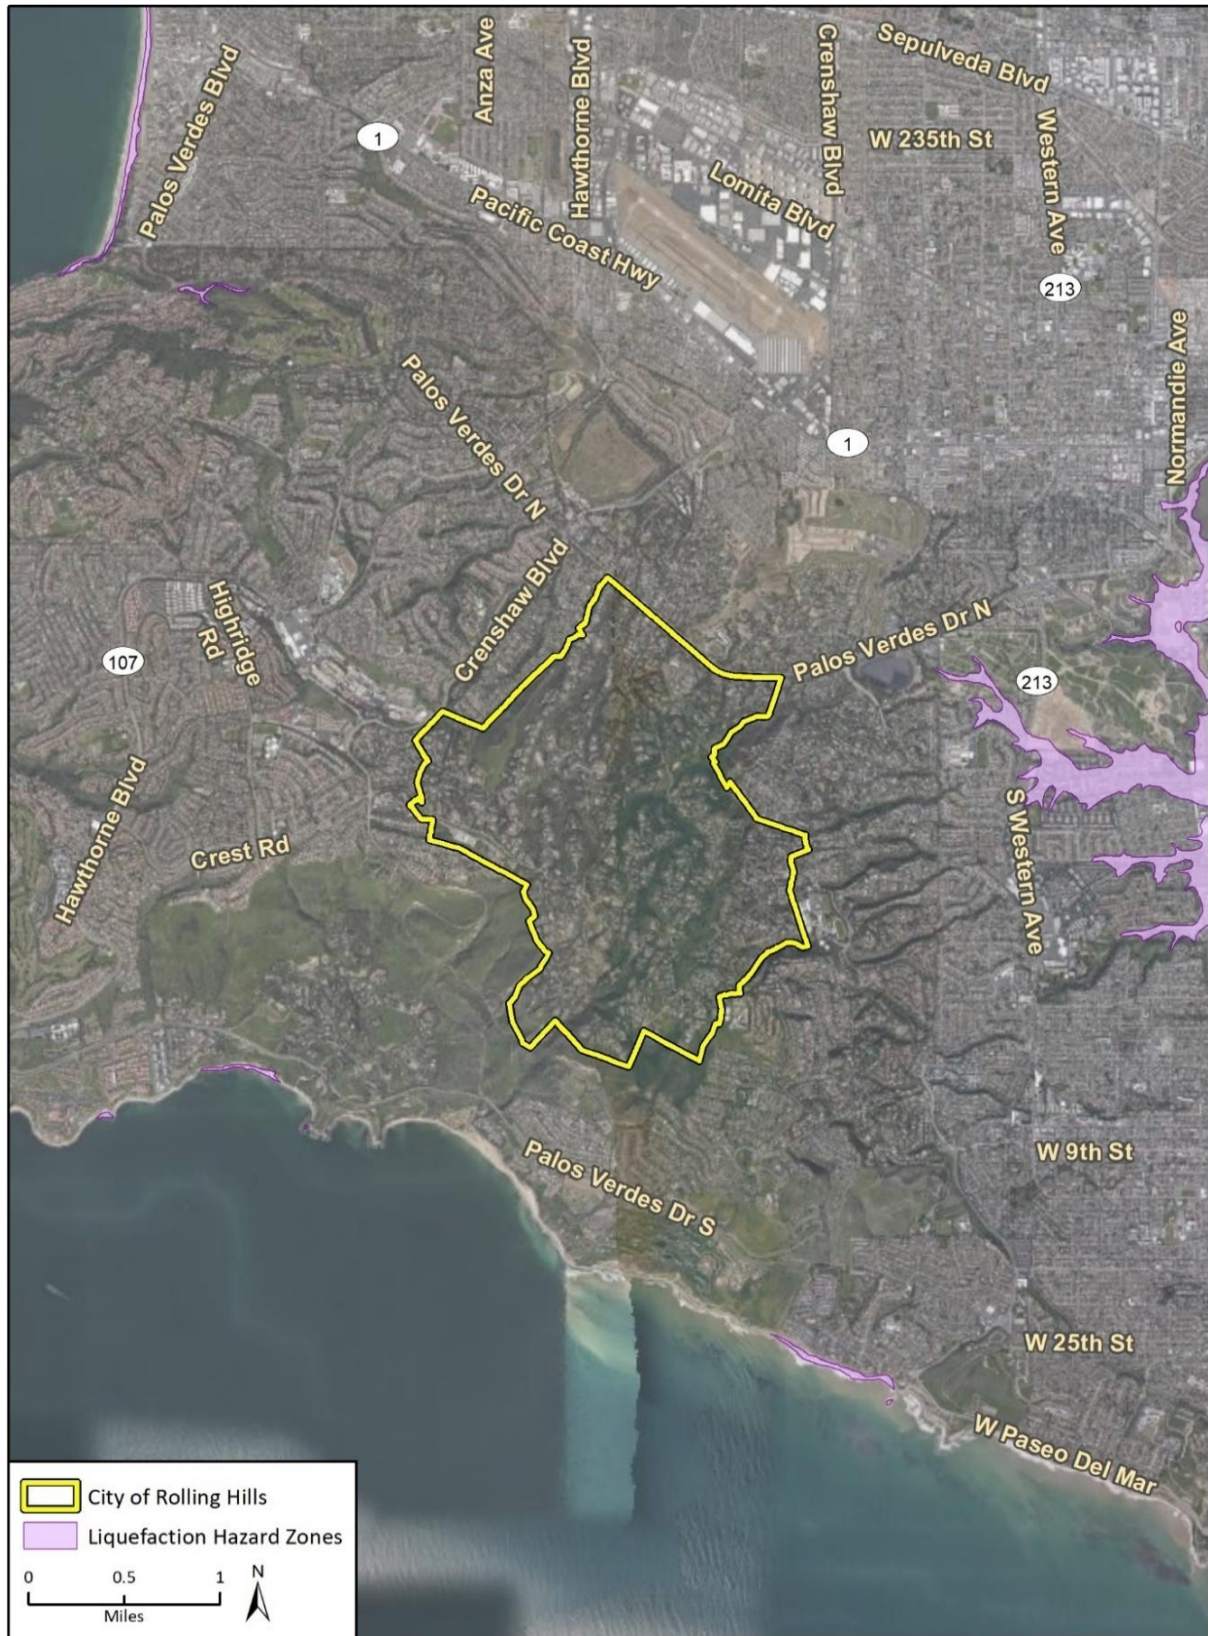 Sepulveda Blvd
Anza Ave
Hawthorne Blvd
Crenshaw Blvd
Palos Verdes Blvd
1
W 235th St
Western Ave
Lomita Blvd
Pacific Coast Hwy
213
Normandie Ave
Palos Verdes Dr N
1
Crenshaw Blvd
Highridge
Rd
Palos Verdes Dr N
107
213
Hawthorne Blvd
Crest Rd
S Western Ave
W 9th St
Palos Verdes Dr S
W 25th St
W Paseo Del Mar
City of Rolling Hills
Liquefaction Hazard Zones
0 0.5 1
Miles
N